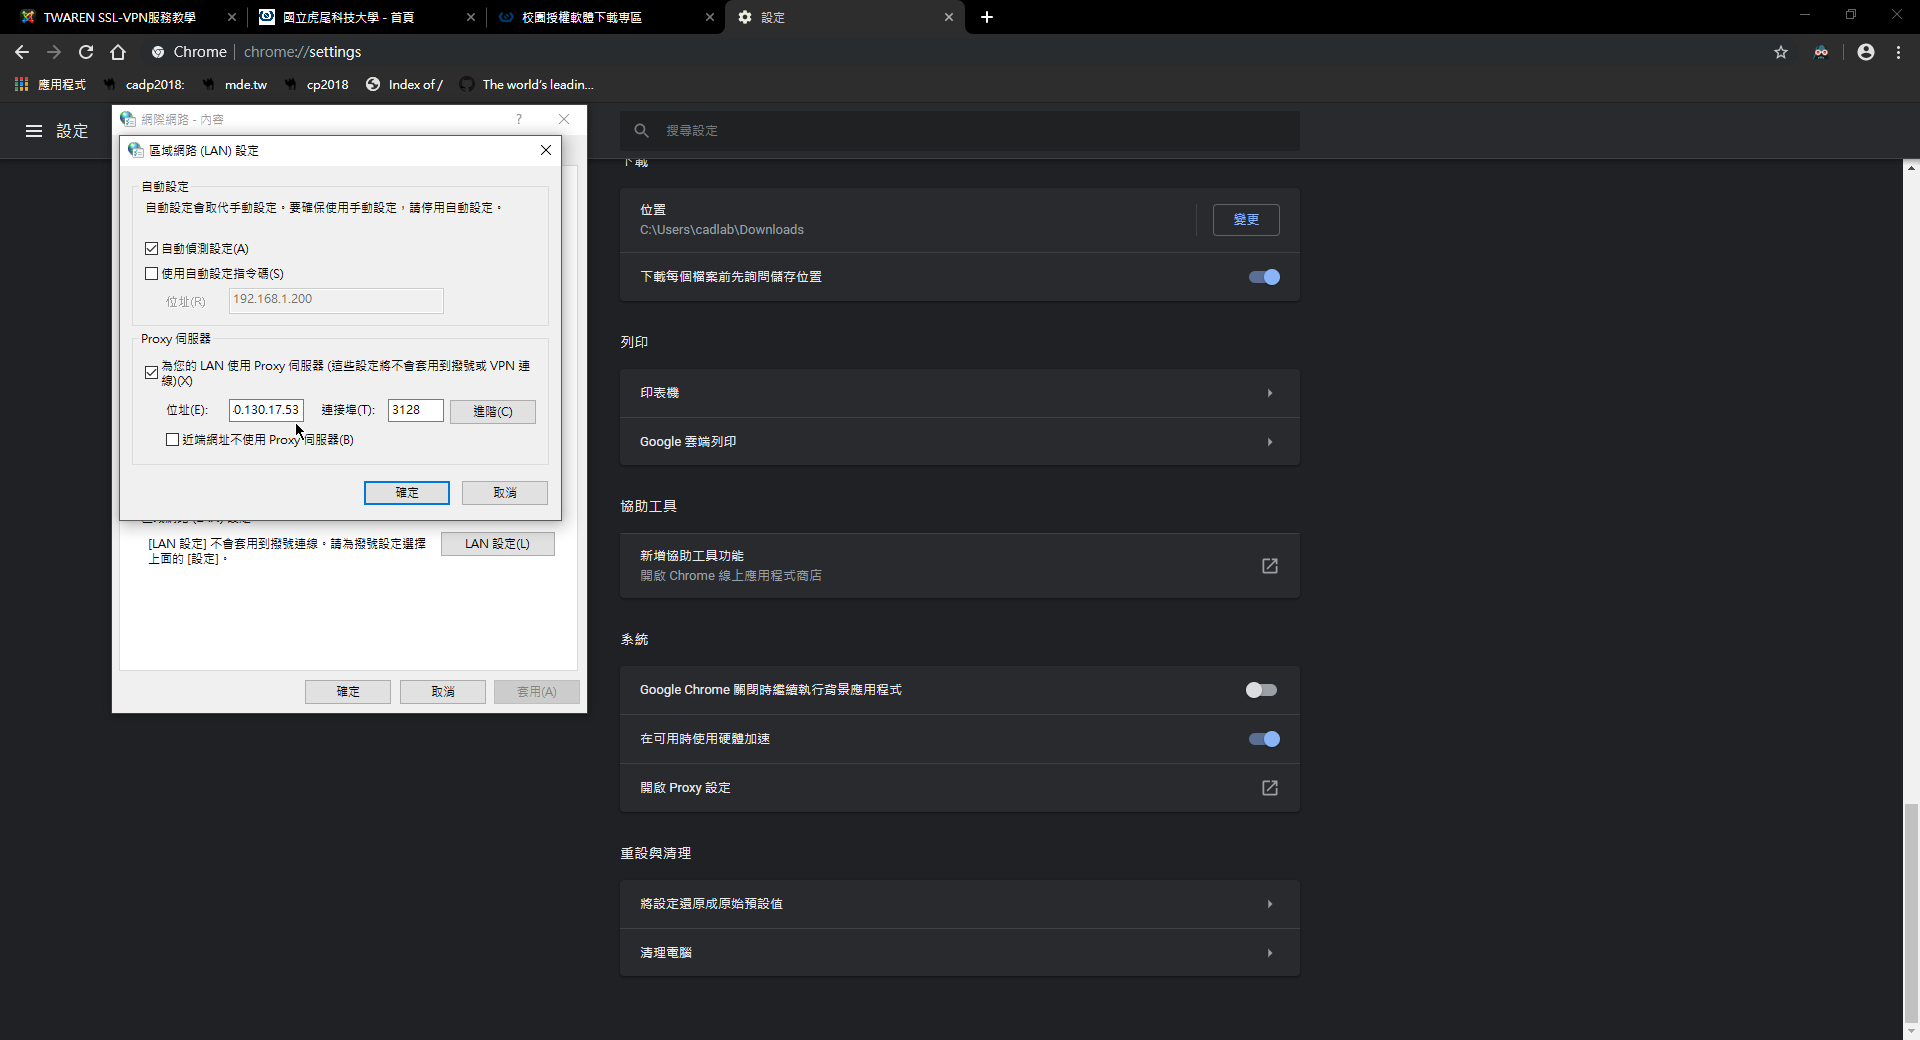 TWAREN SSL-VPN服務教學
國立虎尾科技大學 - 首頁
校園授權軟體下載專區
設定
Chrome
chrome://settings
應用程式
cadp2018:
mde.tw
cp2018
Index of /
The world's leadin...
設定
搜尋設定
網際網路 - 內容
?
區域網路 (LAN) 設定
自動設定
自動設定會取代手動設定。要確保使用手動設定，請停用自動設定。
自動偵測設定(A)
使用自動設定指令碼(S)
位址(R)
192.168.1.200
Proxy 伺服器
為您的 LAN 使用 Proxy 伺服器 (這些設定將不會套用到撥號或 VPN 連
線)(X)
位址(E):
0.130.17.53
連接埠(T):
3128
進階(C)
近端網址不使用 Proxy 伺服器(B)
確定
取消
[LAN 設定] 不會套用到撥號連線。請為撥號設定選擇
上面的 [設定]。
LAN 設定(L)
確定
取消
套用(A)
下載
位置
C:\Users\cadlab\Downloads
變更
下載每個檔案前先詢問儲存位置
列印
印表機
Google 雲端列印
協助工具
新增協助工具功能
開啟 Chrome 線上應用程式商店
系統
Google Chrome 關閉時繼續執行背景應用程式
在可用時使用硬體加速
開啟 Proxy 設定
重設與清理
將設定還原成原始預設值
清理電腦